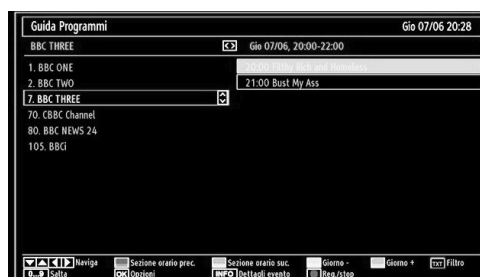 Guida Programmi Gio 07/06 20:28
BBC THREE Gio 07/06, 20:00-22:00
1. BBC ONE 20:00 Filthy Rich and Homeless
2. BBC TWO 21:00 Bust My Ass
7. BBC THREE
70. CBBC Channel
80. BBC NEWS 24
105. BBCi
Naviga Sezione orario prec. Sezione orario suc. Giorno - Giorno + TXT Filtro
0...9 Salta OK Opzioni INFO Dettagli evento Reg./stop